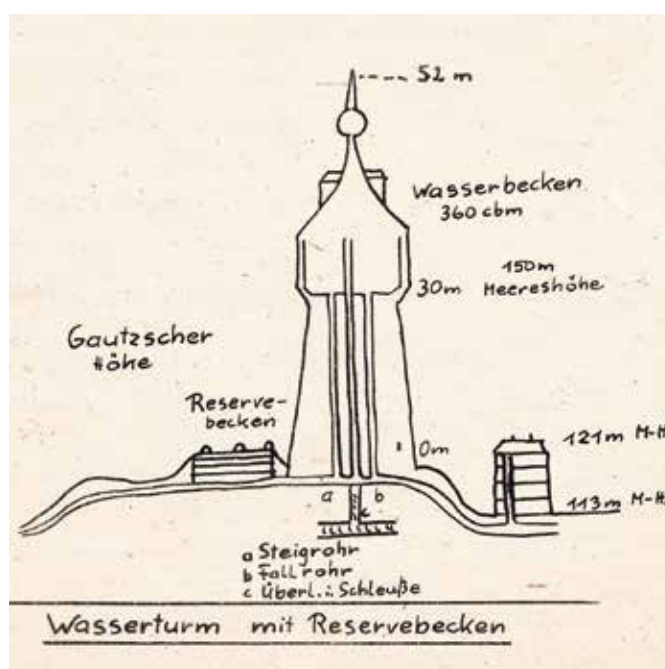 52 m
Wasserbecken
360 cbm
150m
30m Meereshöhe
Gautzscher
Höhe
Reserve-
becken
0m
121m M-H
113m M-H
a b
c
a Steigrohr
b Fallrohr
c Überl. i. Schleuße
Wasserturm mit Reservebecken